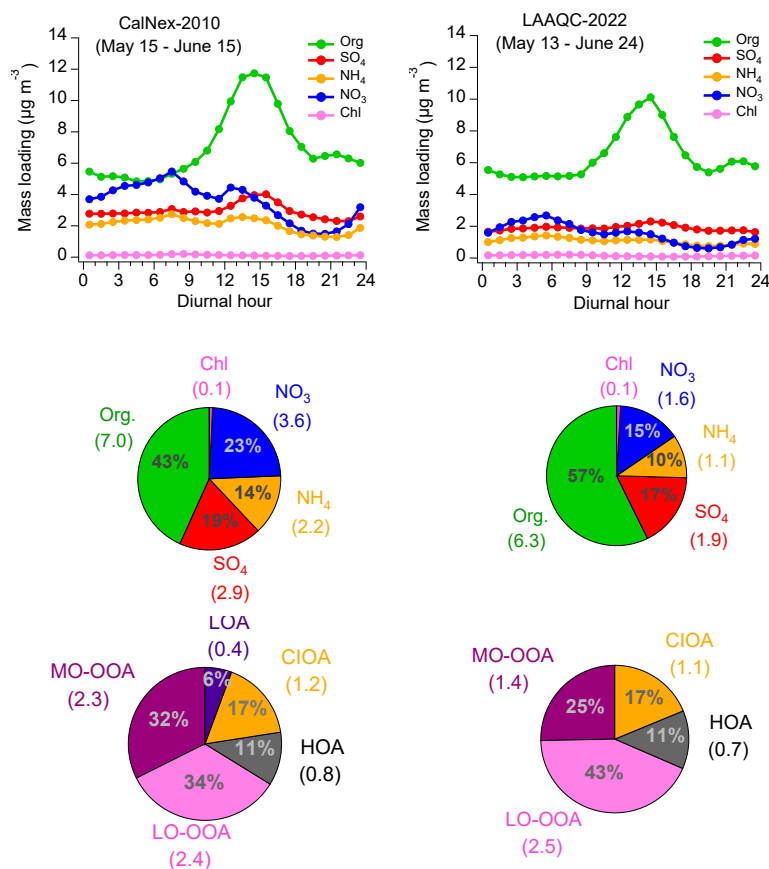 CalNex-2010
(May 15 - June 15)
Org
SO₄
NH₄
NO₃
Chl
Mass loading (µg m⁻³)
14
12
10
8
6
4
2
0
0 3 6 9 12 15 18 21 24
Diurnal hour
LAAQC-2022
(May 13 - June 24)
Org
SO₄
NH₄
NO₃
Chl
Mass loading (µg m⁻³)
14
12
10
8
6
4
2
0
0 3 6 9 12 15 18 21 24
Diurnal hour
Chl
(0.1)
NO₃
(3.6)
Org.
(7.0)
43%
23%
14%
19%
NH₄
(2.2)
SO₄
(2.9)
Chl
(0.1)
NO₃
(1.6)
15%
NH₄
(1.1)
10%
57%
17%
Org.
(6.3)
SO₄
(1.9)
LOA
(0.4)
CIOA
(1.2)
MO-OOA
(2.3)
6%
32%
17%
11%
HOA
(0.8)
34%
LO-OOA
(2.4)
MO-OOA
(1.4)
CIOA
(1.1)
25%
17%
11%
HOA
(0.7)
43%
LO-OOA
(2.5)